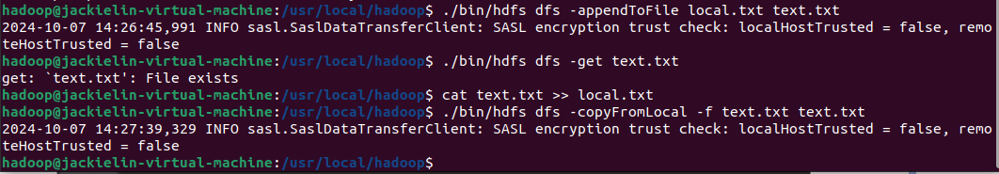 hadoop@jackielin-virtual-machine:/usr/local/hadoop$ ./bin/hdfs dfs -appendToFile local.txt text.txt
2024-10-07 14:26:45,991 INFO sasl.SaslDataTransferClient: SASL encryption trust check: localHostTrusted = false, remo
teHostTrusted = false
hadoop@jackielin-virtual-machine:/usr/local/hadoop$ ./bin/hdfs dfs -get text.txt
get: `text.txt': File exists
hadoop@jackielin-virtual-machine:/usr/local/hadoop$ cat text.txt >> local.txt
hadoop@jackielin-virtual-machine:/usr/local/hadoop$ ./bin/hdfs dfs -copyFromLocal -f text.txt text.txt
2024-10-07 14:27:39,329 INFO sasl.SaslDataTransferClient: SASL encryption trust check: localHostTrusted = false, remo
teHostTrusted = false
hadoop@jackielin-virtual-machine:/usr/local/hadoop$